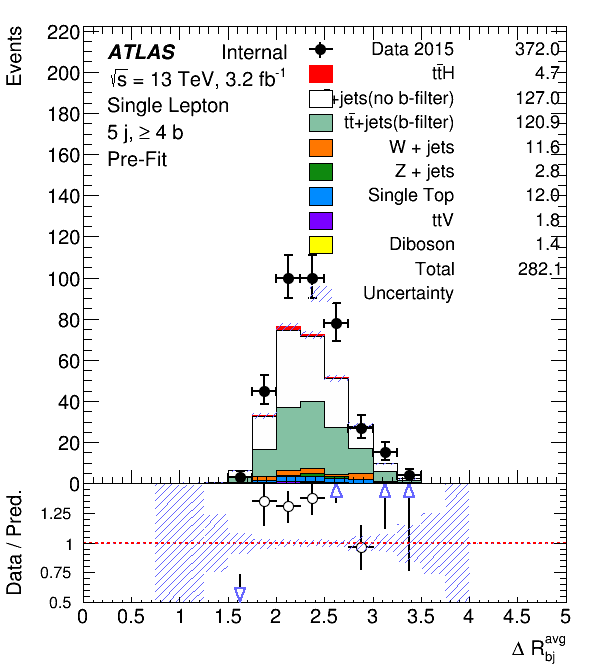 Events
ATLAS Internal
√s = 13 TeV, 3.2 fb-1
Single Lepton
5 j, ≥ 4 b
Pre-Fit
Data 2015 372.0
tt̄H 4.7
+jets(no b-filter) 127.0
tt̄+jets(b-filter) 120.9
W + jets 11.6
Z + jets 2.8
Single Top 12.0
ttV 1.8
Diboson 1.4
Total 282.1
Uncertainty
220
200
180
160
140
120
100
80
60
40
20
0
Data / Pred.
1.25
1
0.75
0.5
0 0.5 1 1.5 2 2.5 3 3.5 4 4.5 5
Δ R avg bj